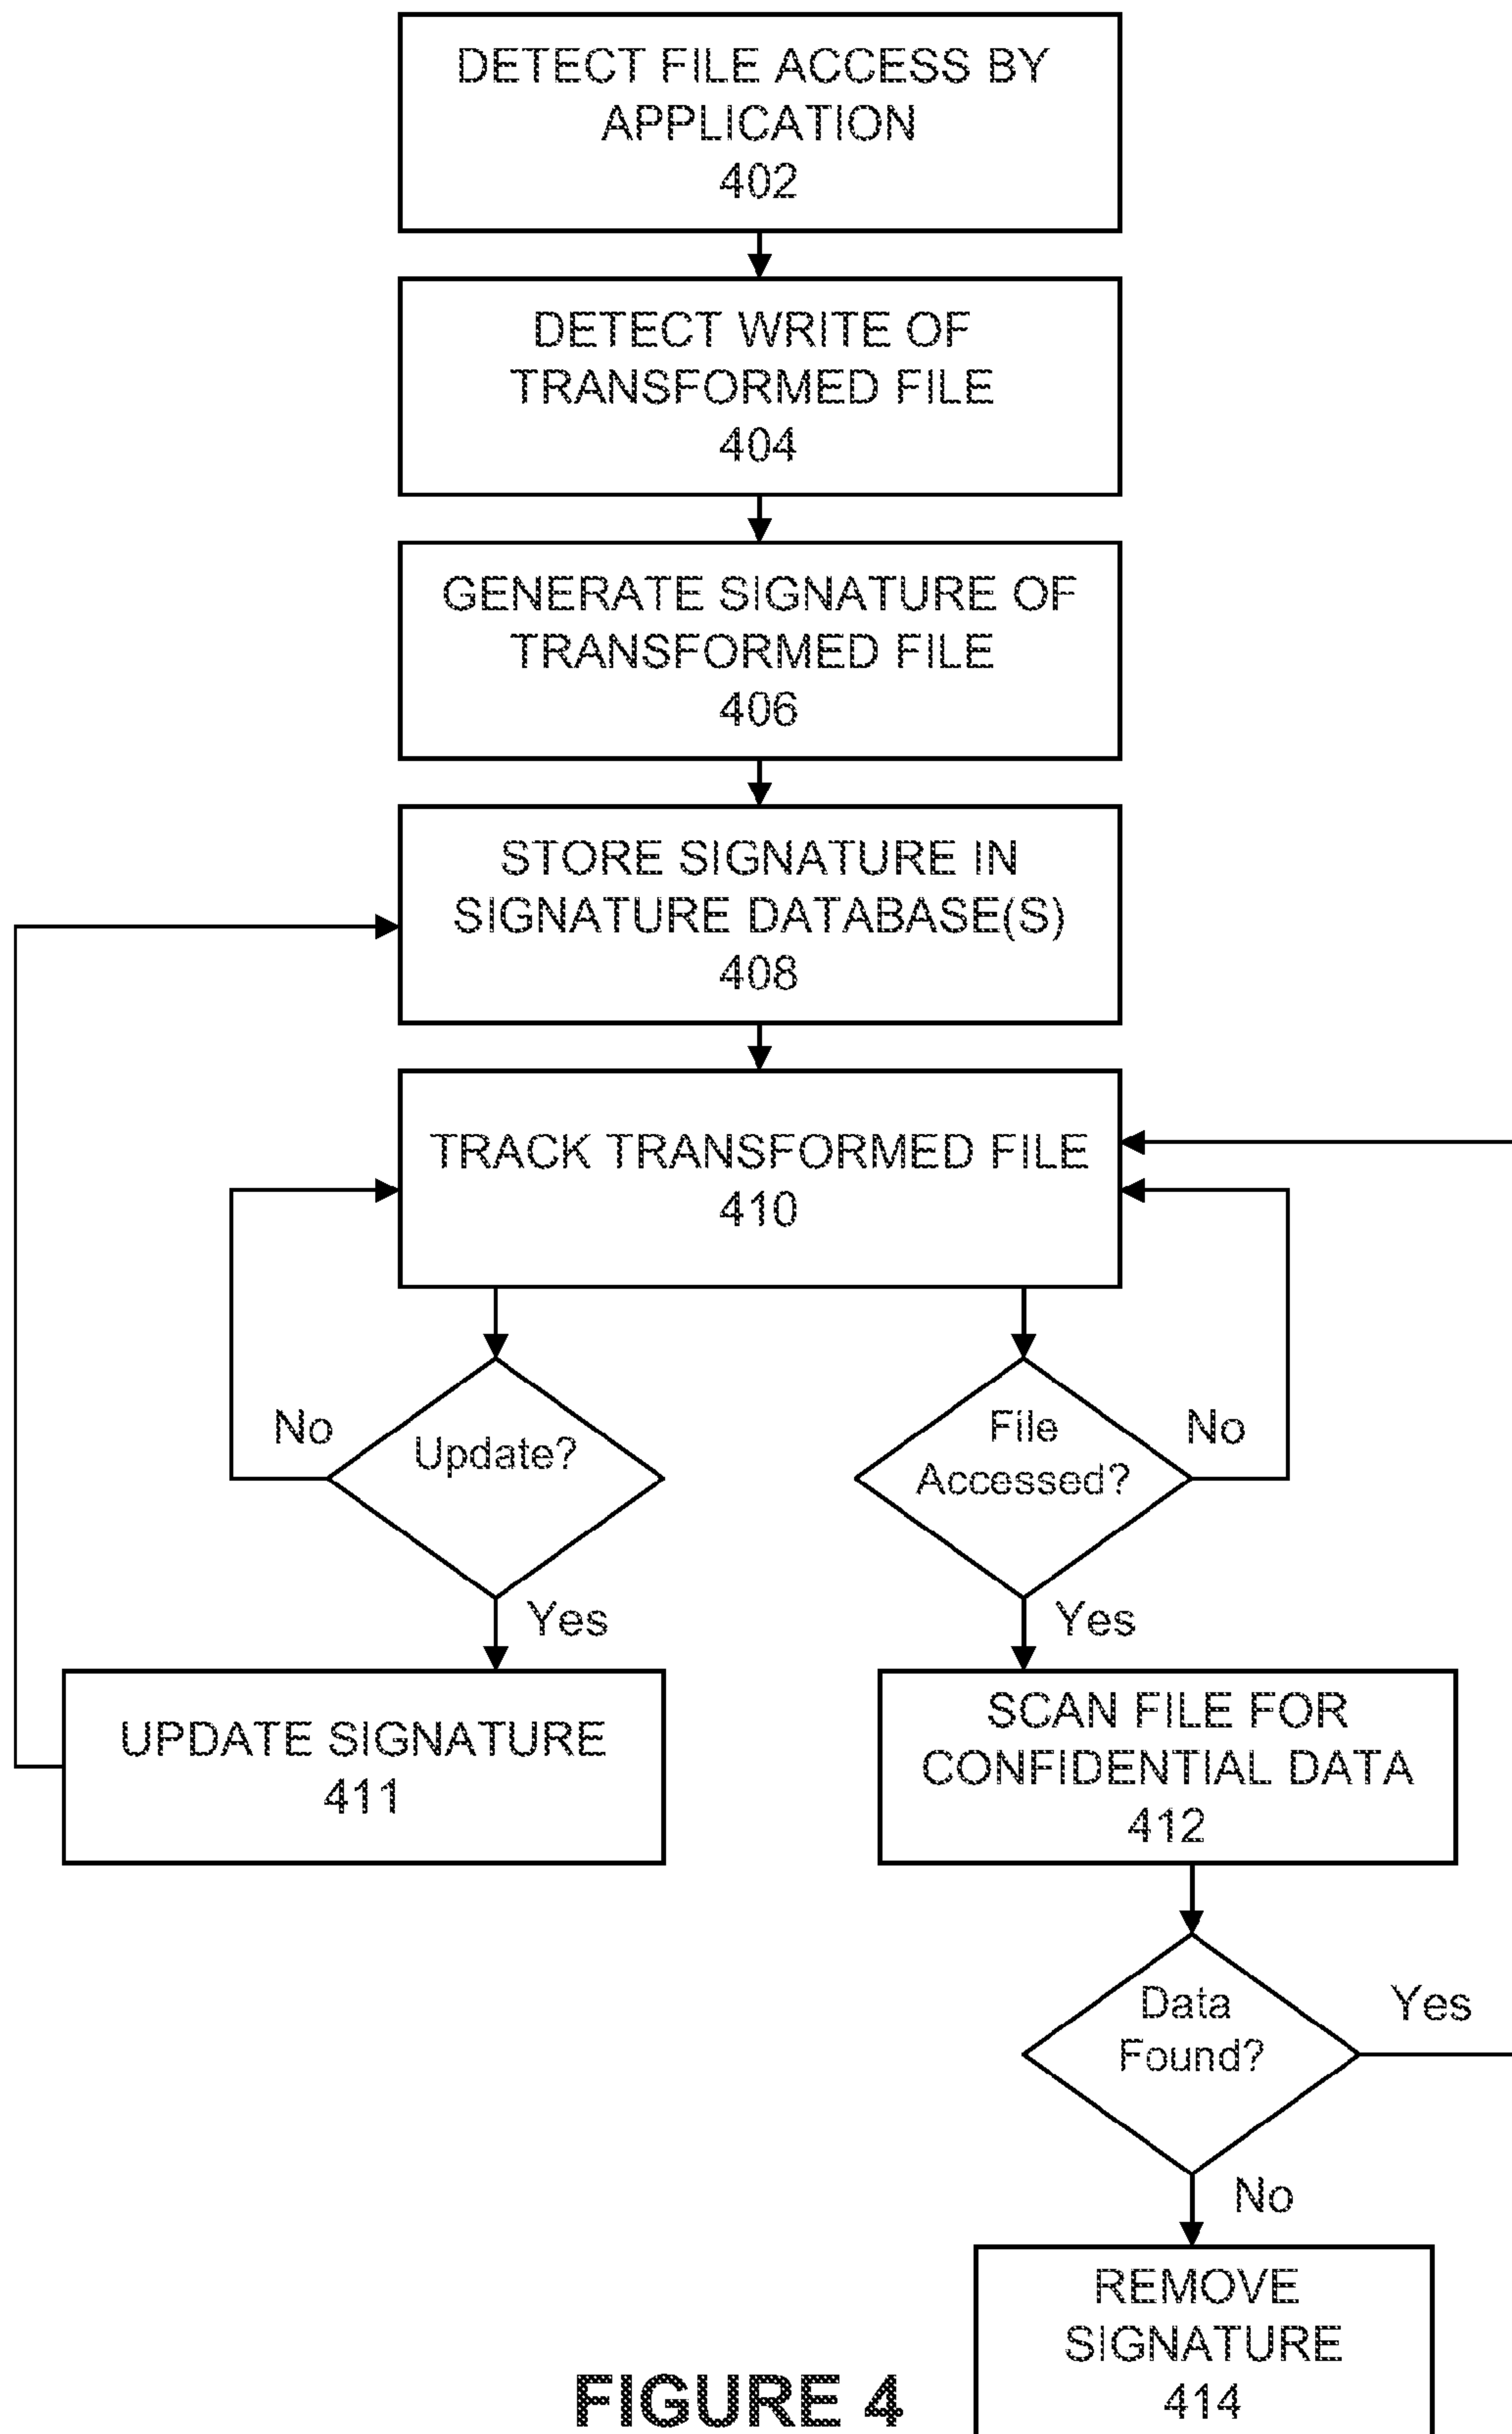 DETECT FILE ACCESS BY
APPLICATION
402
DETECT WRITE OF
TRANSFORMED FILE
404
GENERATE SIGNATURE OF
TRANSFORMED FILE
406
STORE SIGNATURE IN
SIGNATURE DATABASE(S)
408
TRACK TRANSFORMED FILE
410
No
Update?
File
Accessed?
No
Yes
Yes
UPDATE SIGNATURE
411
SCAN FILE FOR
CONFIDENTIAL DATA
412
Data
Found?
Yes
No
REMOVE
SIGNATURE
414
FIGURE 4